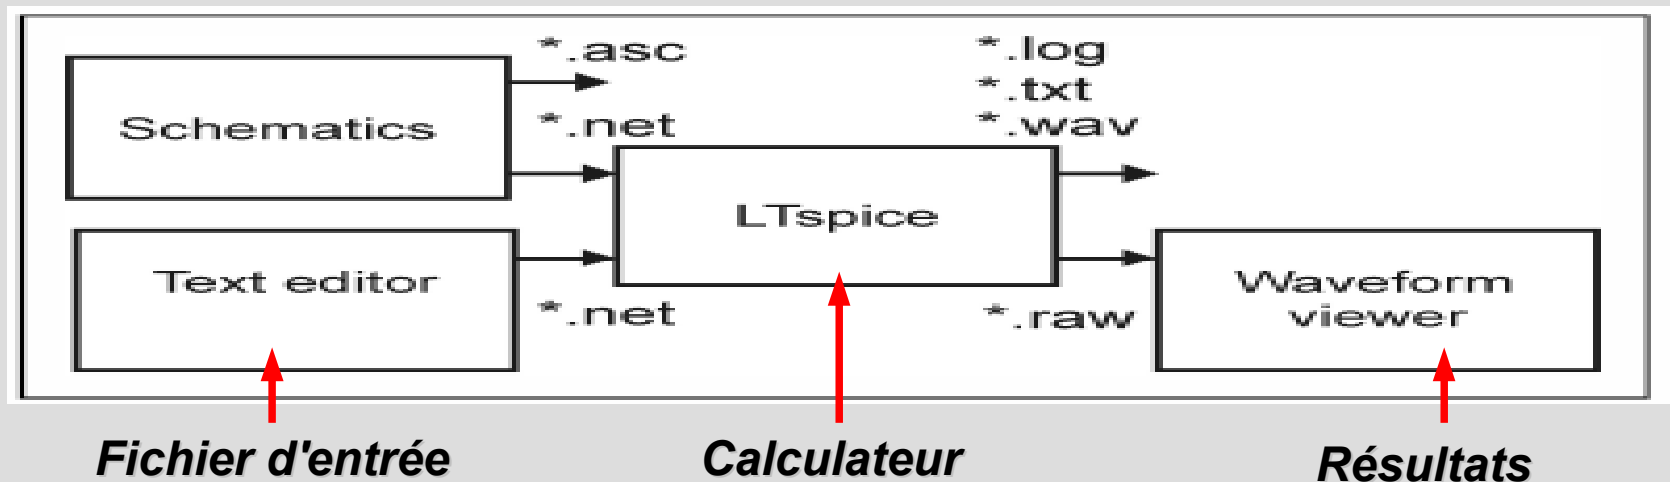 *.asc
*.log
*.txt
Schematics
*.net
*.wav
LTspice
Text editor
*.net
*.raw
Waveform
viewer
Fichier d'entrée
Calculateur
Résultats